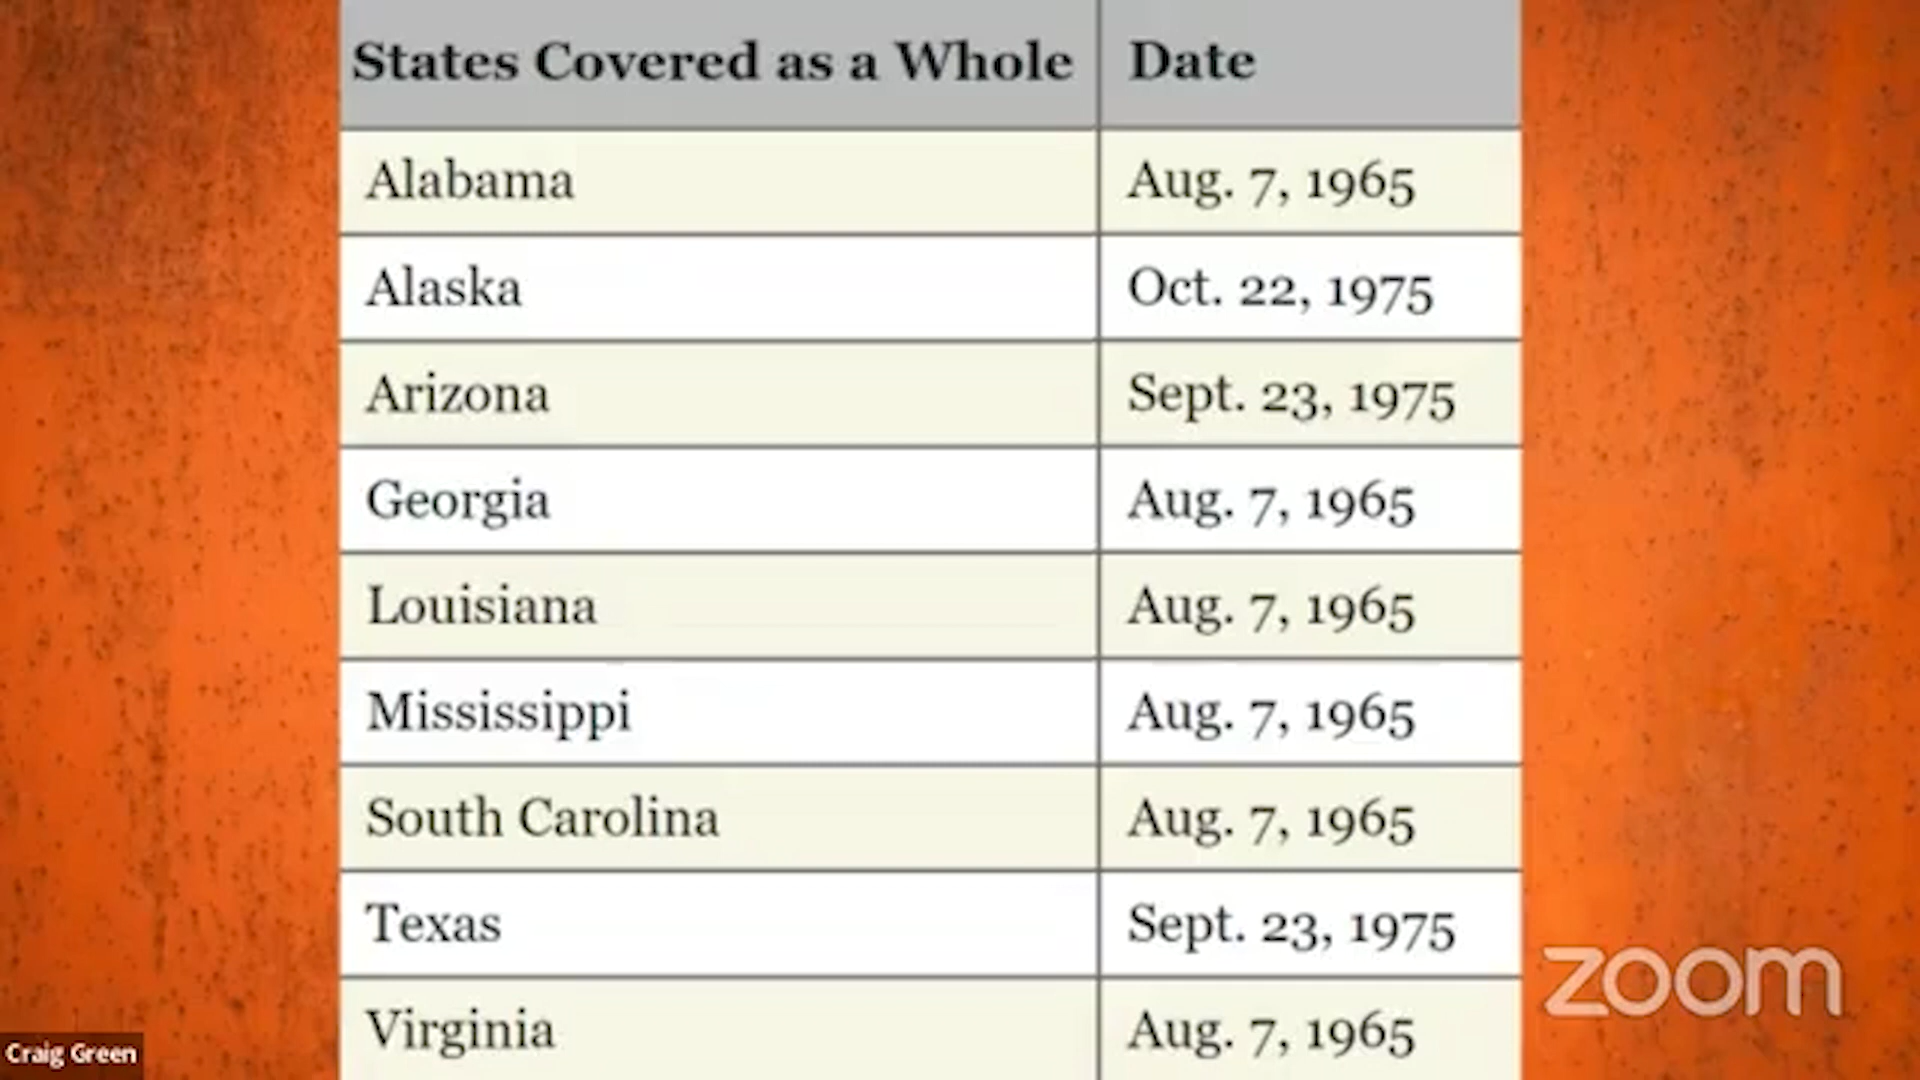 States Covered as a Whole Date
Alabama Aug. 7, 1965
Alaska Oct. 22, 1975
Arizona Sept. 23, 1975
Georgia Aug. 7, 1965
Louisiana Aug. 7, 1965
Mississippi Aug. 7, 1965
South Carolina Aug. 7, 1965
Texas Sept. 23, 1975
Virginia Aug. 7, 1965
zoom
Craig Green